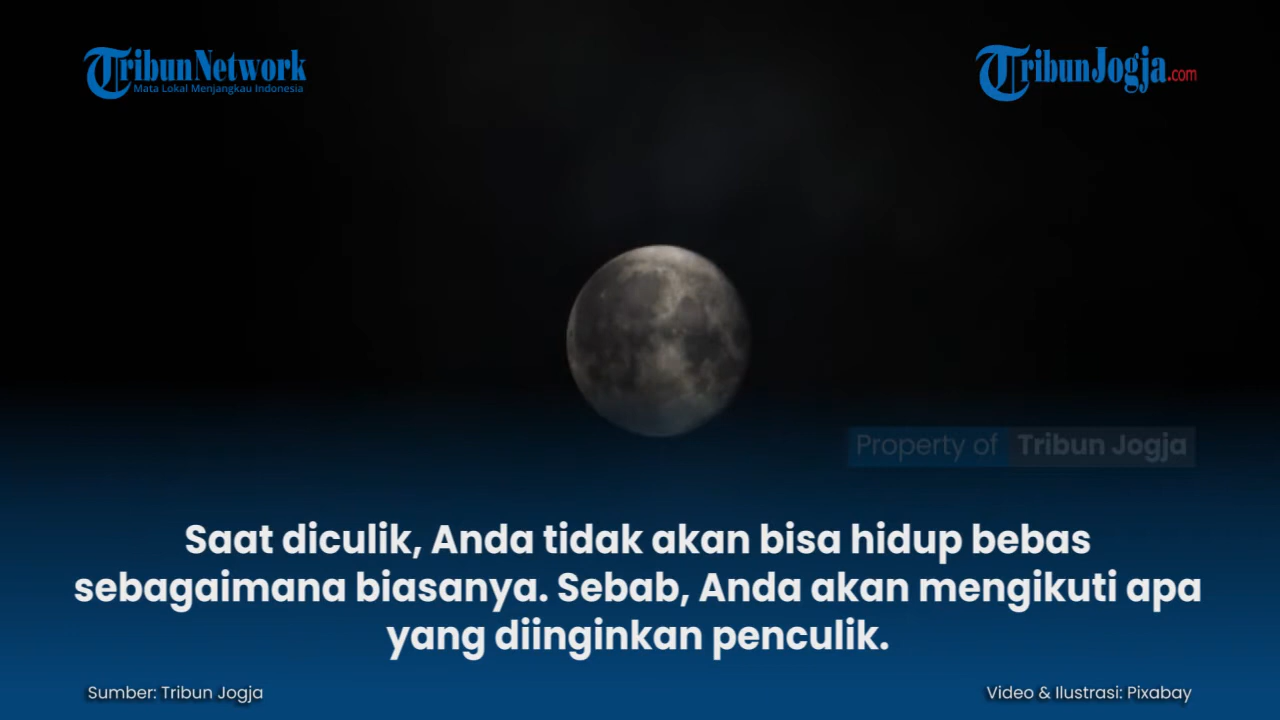 TribunNetwork
Mata Lokal Menjangkau Indonesia
TribunJogja.com
Property of Tribun Jogja
Saat diculik, Anda tidak akan bisa hidup bebas
sebagaimana biasanya. Sebab, Anda akan mengikuti apa
yang diinginkan penculik.
Sumber: Tribun Jogja
Video & Ilustrasi: Pixabay